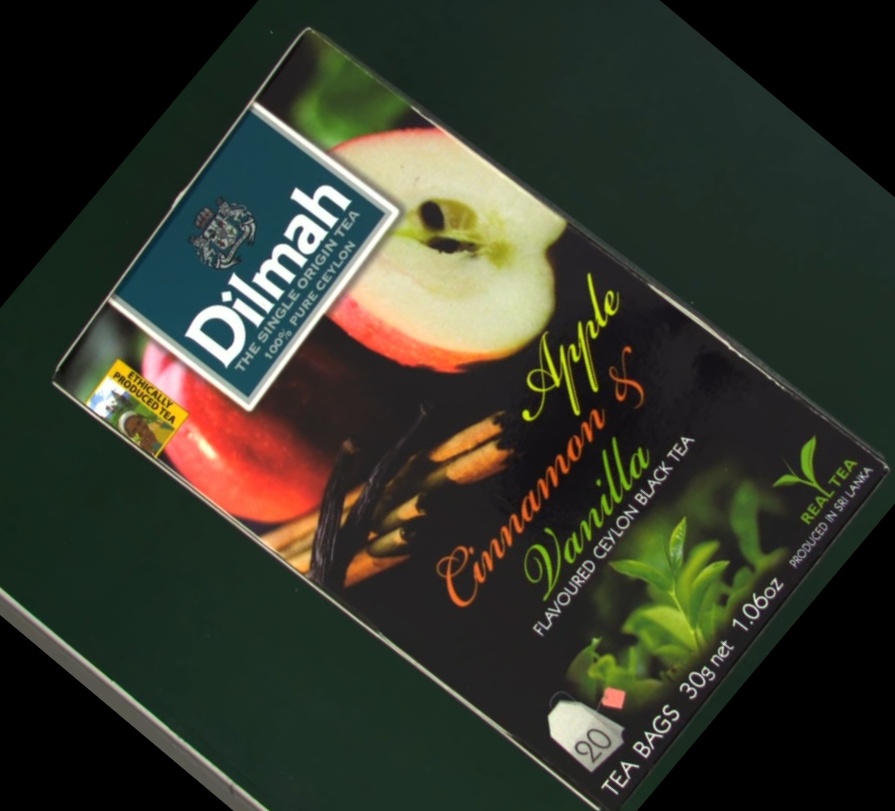 Dilmah
THE SINGLE ORIGIN TEA
100% PURE CEYLON
ETHICALLY
PRODUCED TEA
Apple
Cinnamon &
Vanilla
FLAVOURED CEYLON BLACK TEA
REAL TEA
PRODUCED IN SRI LANKA
20
TEA BAGS 30g net 1.06oz